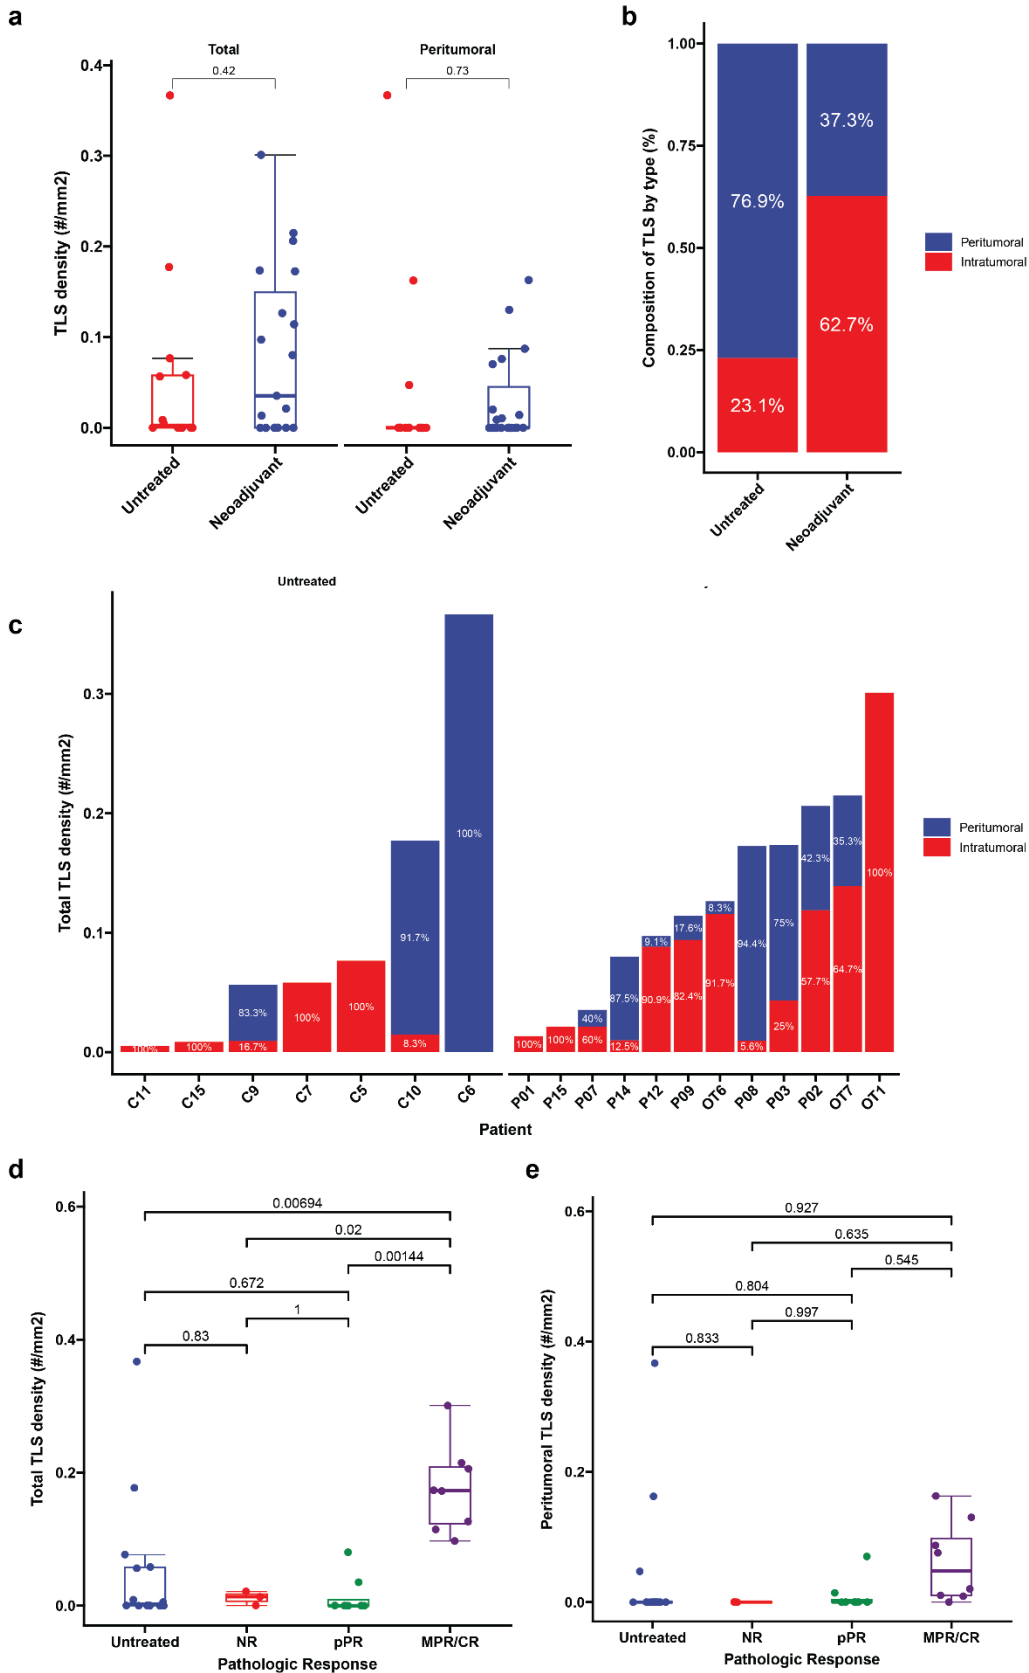 a
Total
Peritumoral
0.42
0.73
TLS density (#/mm2)
0.4
0.3
0.2
0.1
0.0
Untreated
Neoadjuvant
Untreated
Neoadjuvant
b
Composition of TLS by type (%)
1.00
0.75
0.50
0.25
0.00
76.9%
23.1%
37.3%
62.7%
Untreated
Neoadjuvant
Peritumoral
Intratumoral
c
Untreated
Total TLS density (#/mm2)
0.3
0.2
0.1
0.0
100%
100%
83.3%
16.7%
100%
100%
91.7%
8.3%
100%
100%
100%
40%
60%
87.5%
12.5%
9.1%
90.9%
17.6%
82.4%
8.3%
91.7%
94.4%
5.6%
75%
25%
42.3%
57.7%
35.3%
64.7%
100%
C11 C15 C9 C7 C5 C10 C6 P01 P15 P07 P14 P12 P09 OT6 P08 P03 P02 OT7 OT1
Patient
Peritumoral
Intratumoral
d
Total TLS density (#/mm2)
0.6
0.4
0.2
0.0
0.00694
0.02
0.00144
0.672
1
0.83
Untreated NR pPR MPR/CR
Pathologic Response
e
Peritumoral TLS density (#/mm2)
0.6
0.4
0.2
0.0
0.927
0.635
0.545
0.804
0.997
0.833
Untreated NR pPR MPR/CR
Pathologic Response